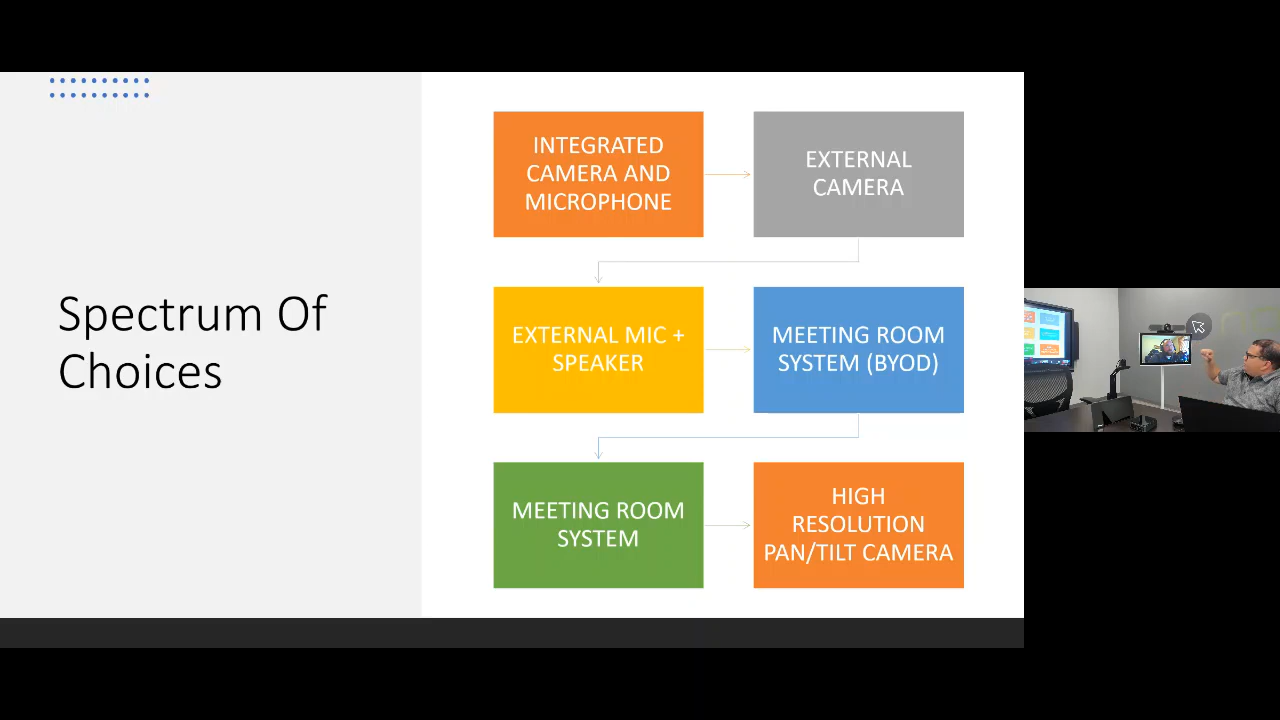 Spectrum Of
Choices
INTEGRATED
CAMERA AND
MICROPHONE
EXTERNAL
CAMERA
EXTERNAL MIC +
SPEAKER
MEETING ROOM
SYSTEM (BYOD)
MEETING ROOM
SYSTEM
HIGH
RESOLUTION
PAN/TILT CAMERA